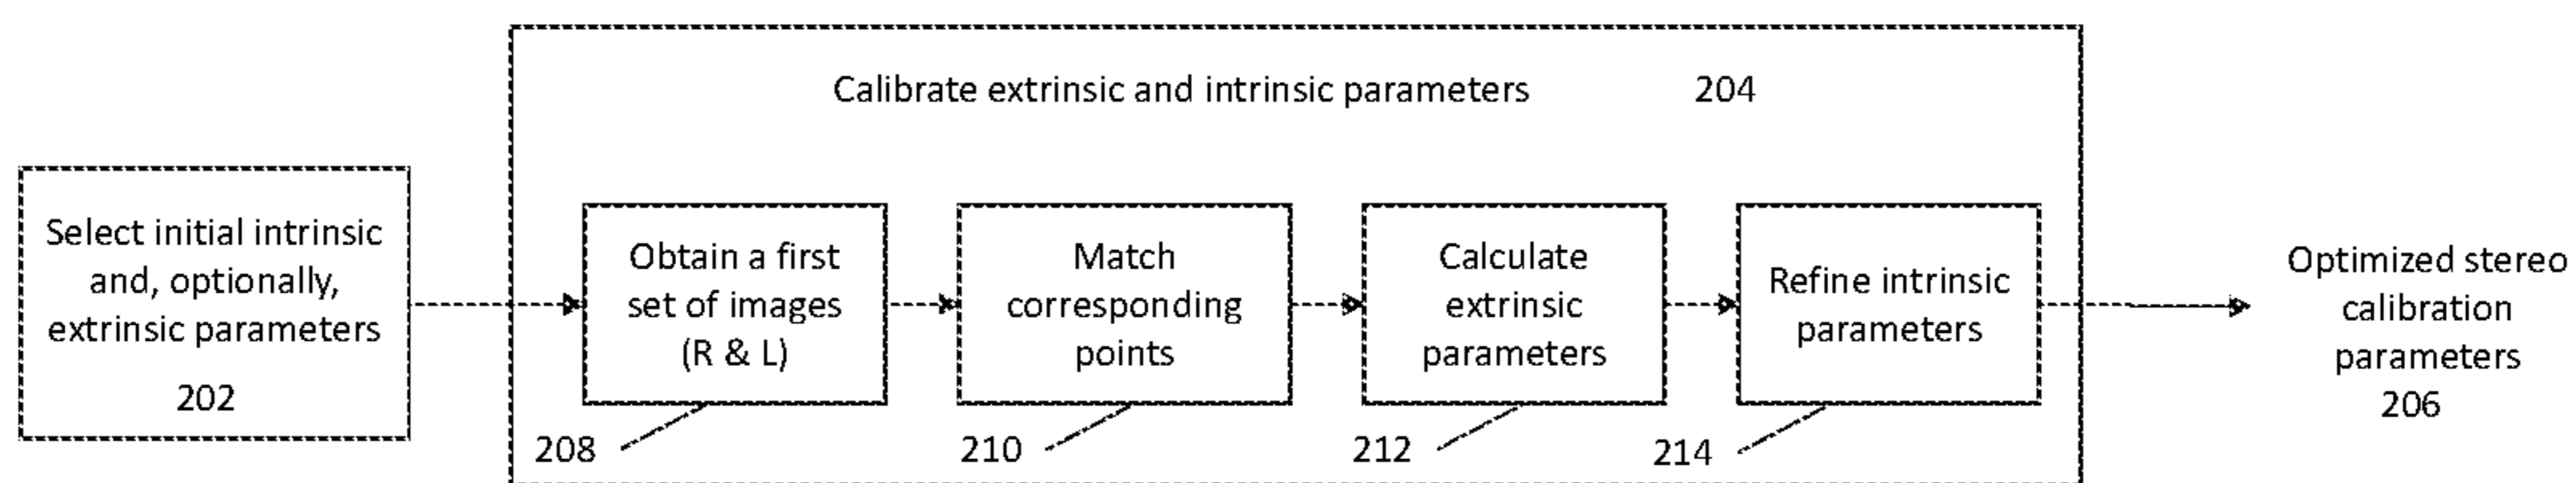 Calibrate extrinsic and intrinsic parameters 204
Select initial intrinsic
and, optionally,
extrinsic parameters
202
Obtain a first
set of images
(R & L)
208
Match
corresponding
points
210
Calculate
extrinsic
parameters
212
Refine intrinsic
parameters
214
Optimized stereo
calibration
parameters
206